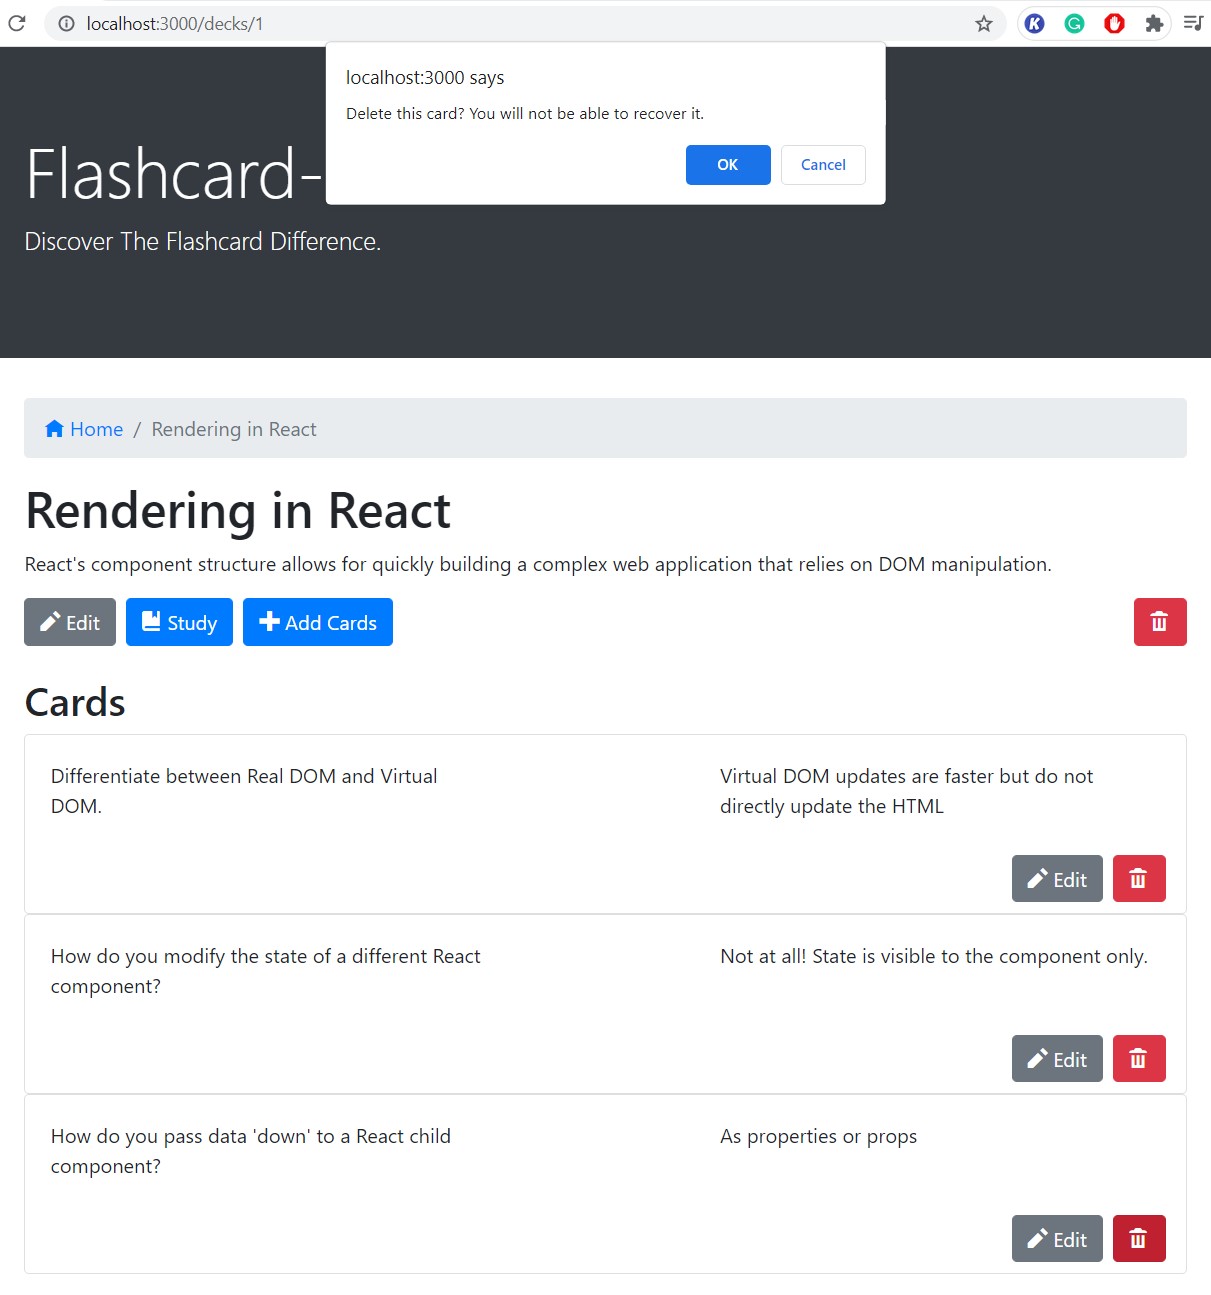 localhost:3000/decks/1
localhost:3000 says
Delete this card? You will not be able to recover it.
OK
Cancel
Flashcard-
Discover The Flashcard Difference.
Home / Rendering in React
Rendering in React
React's component structure allows for quickly building a complex web application that relies on DOM manipulation.
Edit
Study
Add Cards
Cards
Differentiate between Real DOM and Virtual
DOM.
Virtual DOM updates are faster but do not
directly update the HTML
Edit
How do you modify the state of a different React
component?
Not at all! State is visible to the component only.
Edit
How do you pass data 'down' to a React child
component?
As properties or props
Edit